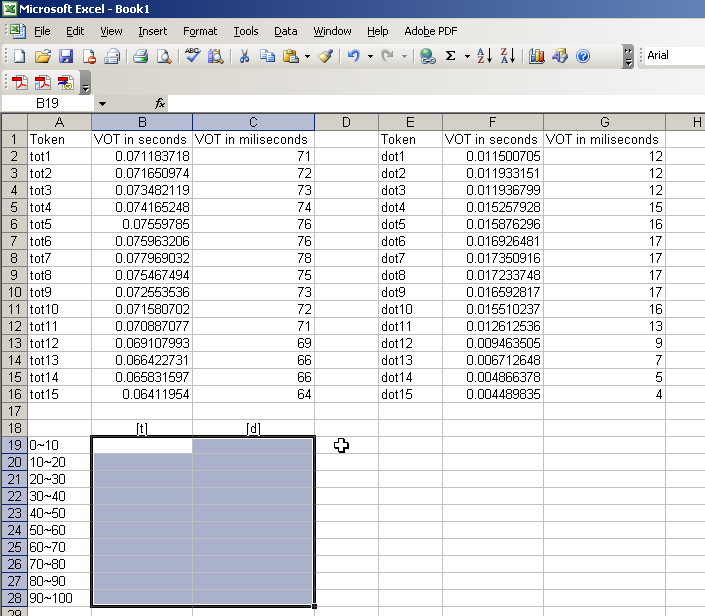 Microsoft Excel - Book1
File Edit View Insert Format Tools Data Window Help Adobe PDF
ABC Σ A Z Z A ? Arial
B19 fx
A B C D E F G H
1 Token VOT in seconds VOT in miliseconds Token VOT in seconds VOT in miliseconds
2 tot1 0.071183718 71 dot1 0.011500705 12
3 tot2 0.071650974 72 dot2 0.011933151 12
4 tot3 0.073482119 73 dot3 0.011936799 12
5 tot4 0.074165248 74 dot4 0.015257928 15
6 tot5 0.07559785 76 dot5 0.015876296 16
7 tot6 0.075963206 76 dot6 0.016926481 17
8 tot7 0.077969032 78 dot7 0.017350916 17
9 tot8 0.075467494 75 dot8 0.017233748 17
10 tot9 0.072553536 73 dot9 0.016592817 17
11 tot10 0.071580702 72 dot10 0.015510237 16
12 tot11 0.070887077 71 dot11 0.012612536 13
13 tot12 0.069107993 69 dot12 0.009463505 9
14 tot13 0.066422731 66 dot13 0.006712648 7
15 tot14 0.065831597 66 dot14 0.004866378 5
16 tot15 0.06411954 64 dot15 0.004489835 4
17
18 [t] [d]
19 0~10
20 10~20
21 20~30
22 30~40
23 40~50
24 50~60
25 60~70
26 70~80
27 80~90
28 90~100
29